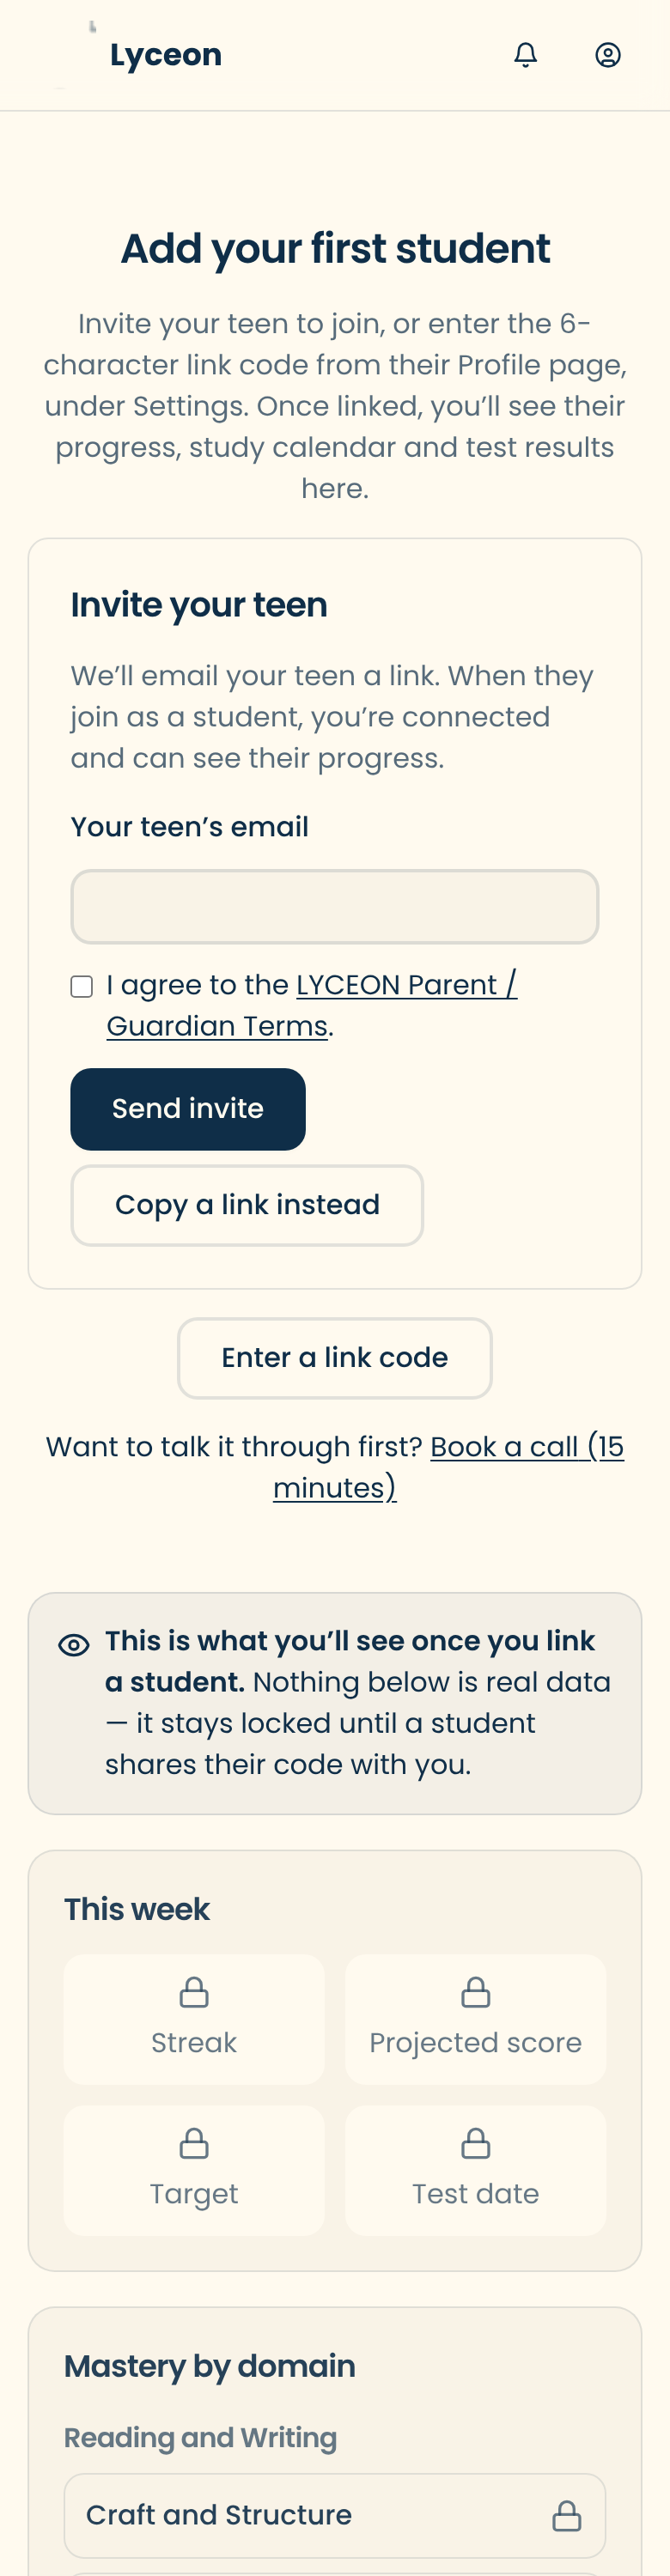 Lyceon
Add your first student
Invite your teen to join, or enter the 6-
character link code from their Profile page,
under Settings. Once linked, you’ll see their
progress, study calendar and test results
here.
Invite your teen
We’ll email your teen a link. When they
join as a student, you’re connected
and can see their progress.
Your teen’s email
I agree to the LYCEON Parent /
Guardian Terms.
Send invite
Copy a link instead
Enter a link code
Want to talk it through first? Book a call (15
minutes)
This is what you’ll see once you link
a student. Nothing below is real data
— it stays locked until a student
shares their code with you.
This week
Streak
Projected score
Target
Test date
Mastery by domain
Reading and Writing
Craft and Structure